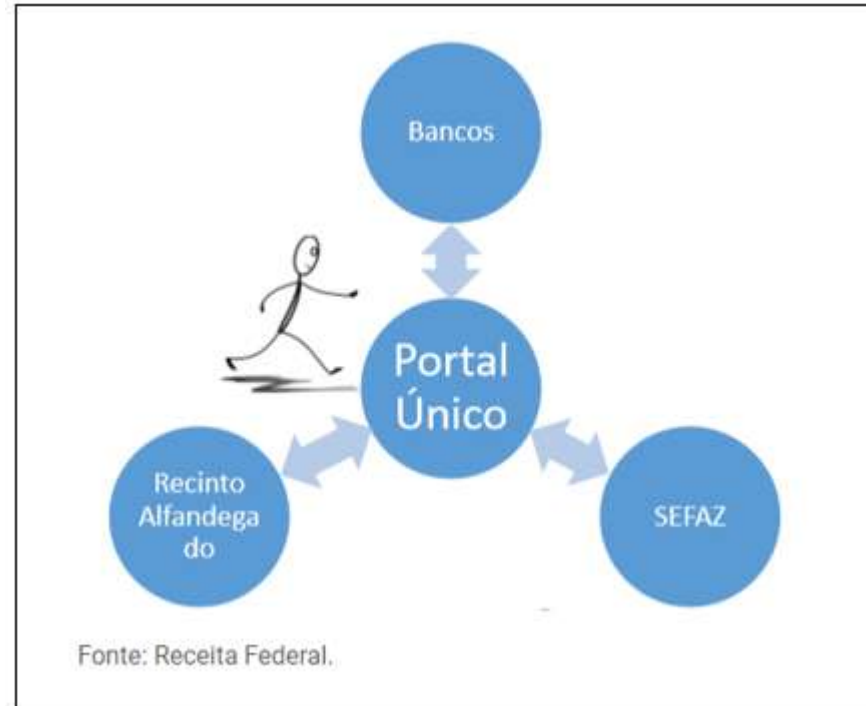 Bancos
Portal
Único
Recinto
Alfandega
do
SEFAZ
Fonte: Receita Federal.